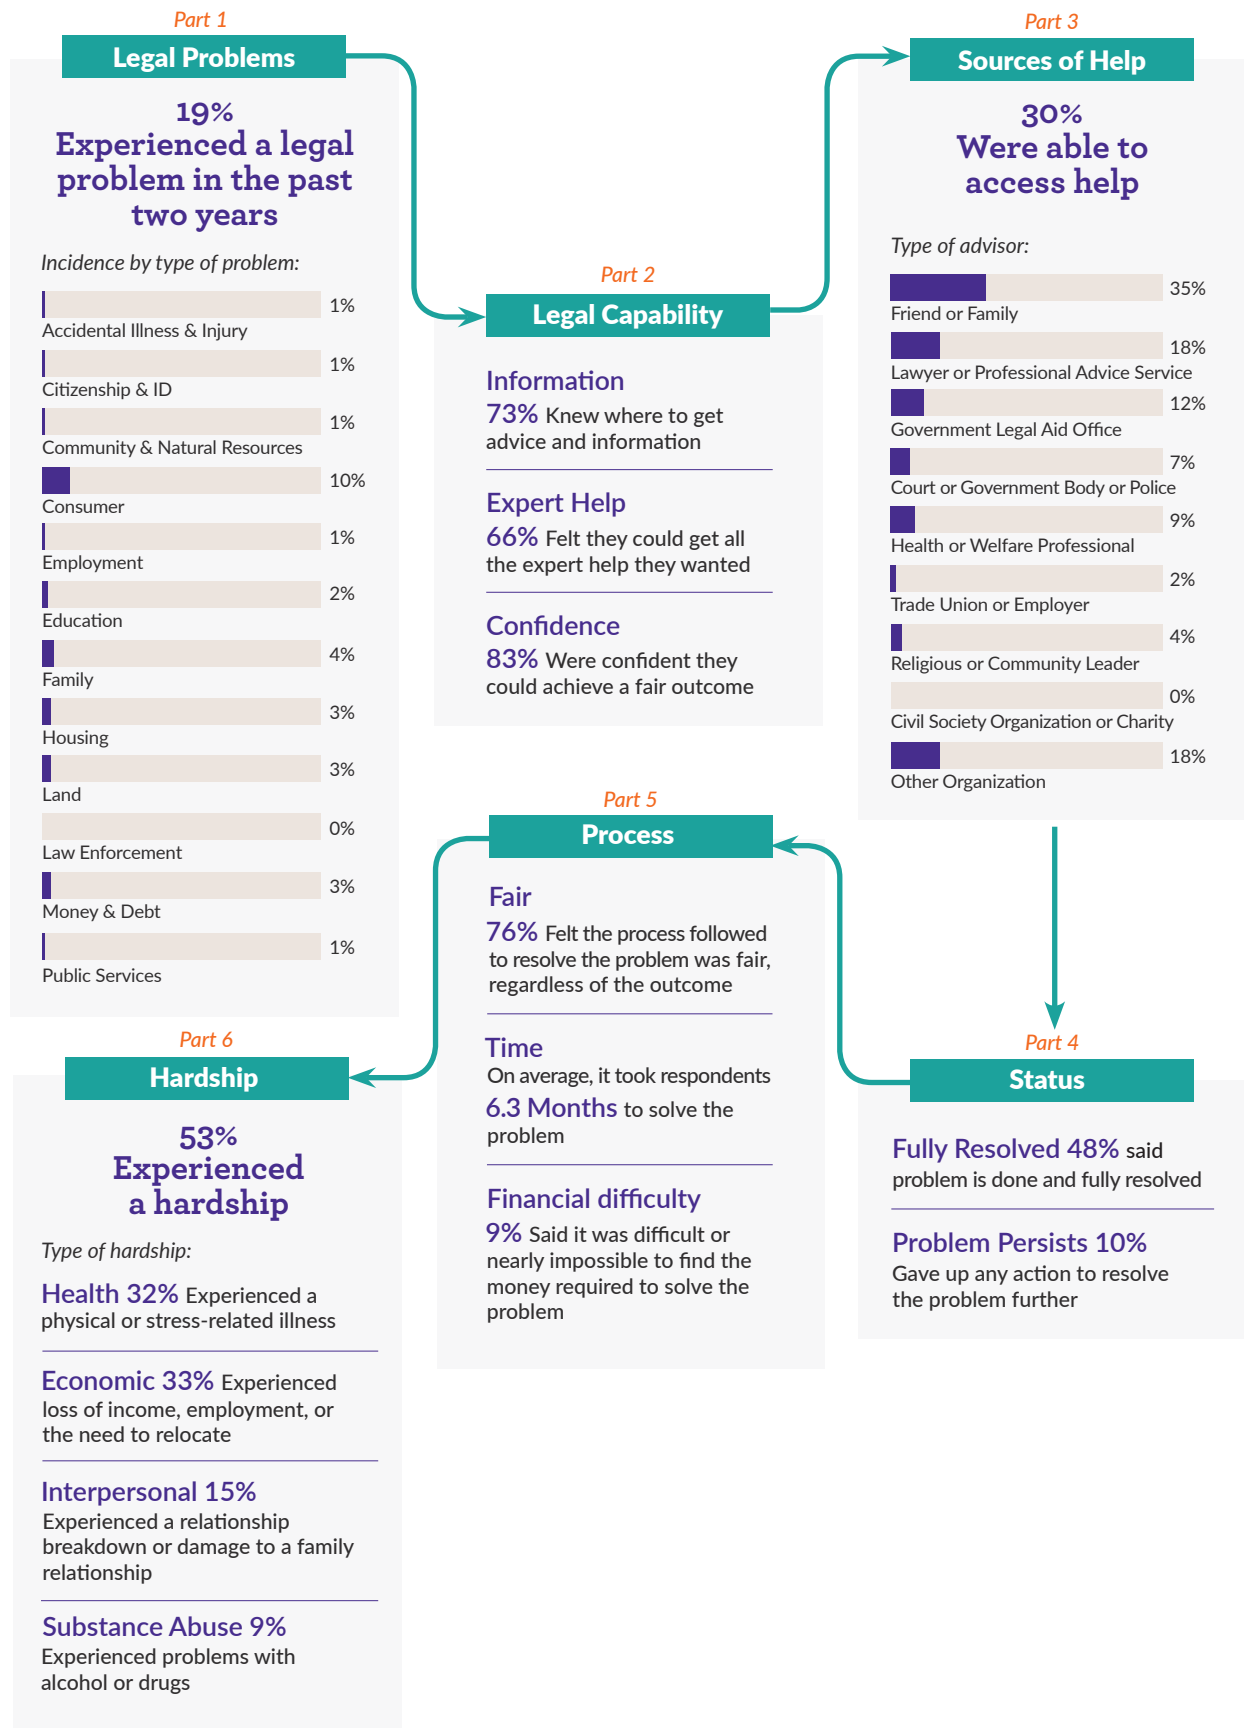 Part 1
Legal Problems
19%
Experienced a legal
problem in the past
two years
Incidence by type of problem:
1%
Accidental Illness & Injury
1%
Citizenship & ID
1%
Community & Natural Resources
10%
Consumer
1%
Employment
2%
Education
4%
Family
3%
Housing
3%
Land
0%
Law Enforcement
3%
Money & Debt
1%
Public Services
Part 2
Legal Capability
Information
73% Knew where to get
advice and information
Expert Help
66% Felt they could get all
the expert help they wanted
Confidence
83% Were confident they
could achieve a fair outcome
Part 3
Sources of Help
30%
Were able to
access help
Type of advisor:
35%
Friend or Family
18%
Lawyer or Professional Advice Service
12%
Government Legal Aid Office
7%
Court or Government Body or Police
9%
Health or Welfare Professional
2%
Trade Union or Employer
4%
Religious or Community Leader
0%
Civil Society Organization or Charity
18%
Other Organization
Part 4
Status
Fully Resolved 48% said
problem is done and fully resolved
Problem Persists 10%
Gave up any action to resolve
the problem further
Part 5
Process
Fair
76% Felt the process followed
to resolve the problem was fair,
regardless of the outcome
Time
On average, it took respondents
6.3 Months to solve the
problem
Financial difficulty
9% Said it was difficult or
nearly impossible to find the
money required to solve the
problem
Part 6
Hardship
53%
Experienced
a hardship
Type of hardship:
Health 32% Experienced a
physical or stress-related illness
Economic 33% Experienced
loss of income, employment, or
the need to relocate
Interpersonal 15%
Experienced a relationship
breakdown or damage to a family
relationship
Substance Abuse 9%
Experienced problems with
alcohol or drugs